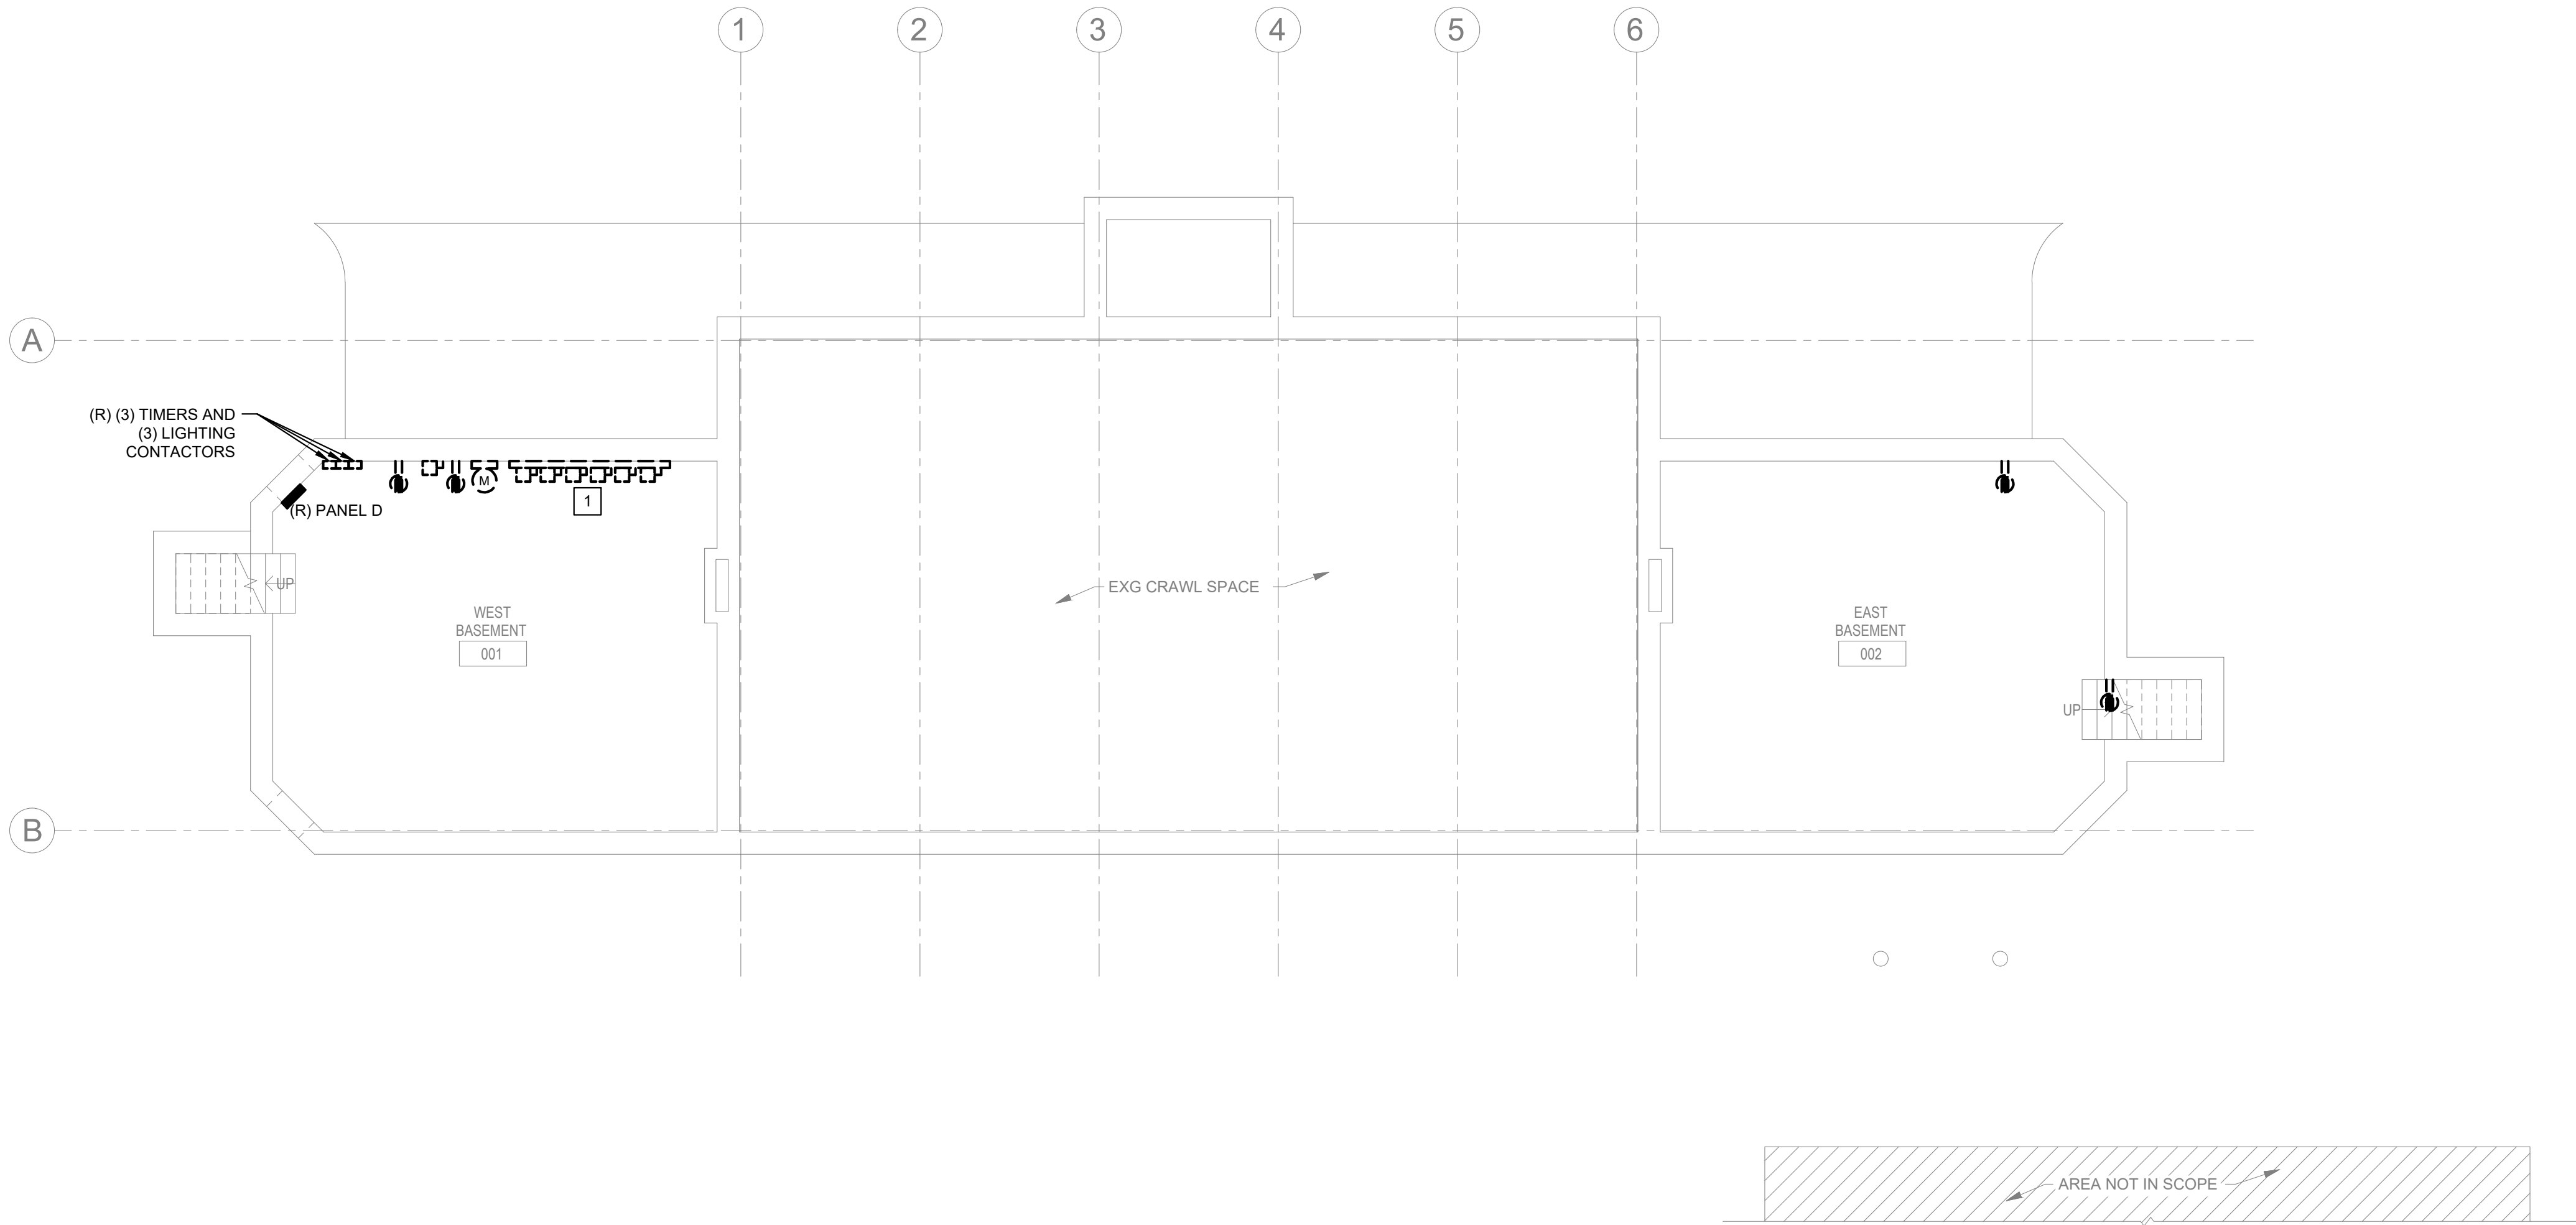 1
2
3
4
5
6
A
(R) (3) TIMERS AND
(3) LIGHTING
CONTACTORS
M
1
(R) PANEL D
UP
EXG CRAWL SPACE
WEST
BASEMENT
001
EAST
BASEMENT
002
UP
B
AREA NOT IN SCOPE